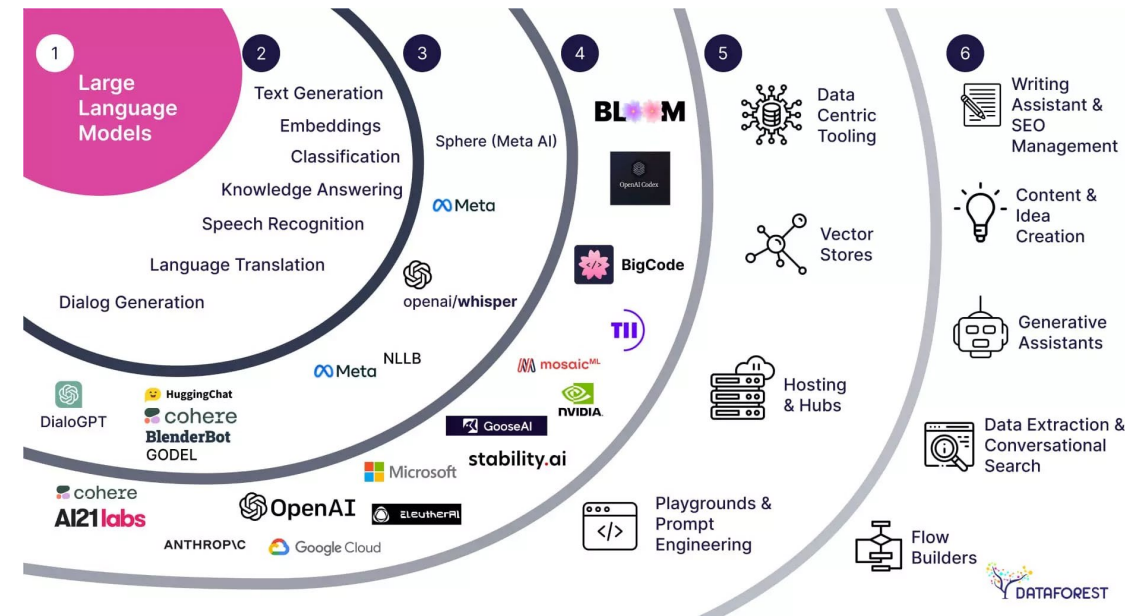 1
Large
Language
Models
2
Text Generation
Embeddings
Classification
Knowledge Answering
Speech Recognition
Language Translation
Dialog Generation
3
Sphere (Meta AI)
Meta
openai/whisper
Meta
NLLB
DialoGPT
HuggingChat
cohere
BlenderBot
GODEL
4
BLOOM
OpenAI Codex
</>
BigCode
TII
mosaicML
NVIDIA.
GooseAI
stability.ai
Microsoft
cohere
AI21labs
OpenAI
EleutherAI
ANTHROP\C
Google Cloud
5
Data
Centric
Tooling
Vector
Stores
Hosting
& Hubs
</>
Playgrounds &
Prompt
Engineering
6
Writing
Assistant &
SEO
Management
Content &
Idea
Creation
Generative
Assistants
Data Extraction &
Conversational
Search
Flow
Builders
DATAFOREST